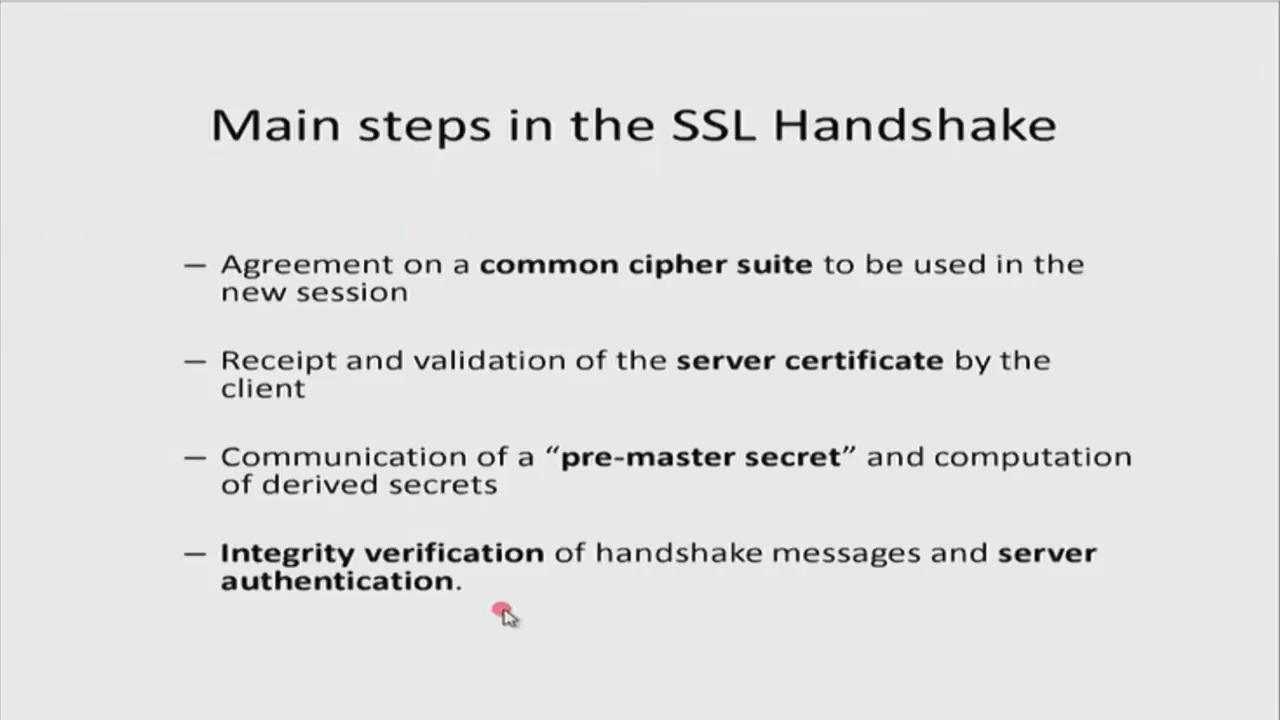 Main steps in the SSL Handshake
– Agreement on a common cipher suite to be used in the
new session
– Receipt and validation of the server certificate by the
client
– Communication of a “pre-master secret” and computation
of derived secrets
– Integrity verification of handshake messages and server
authentication.